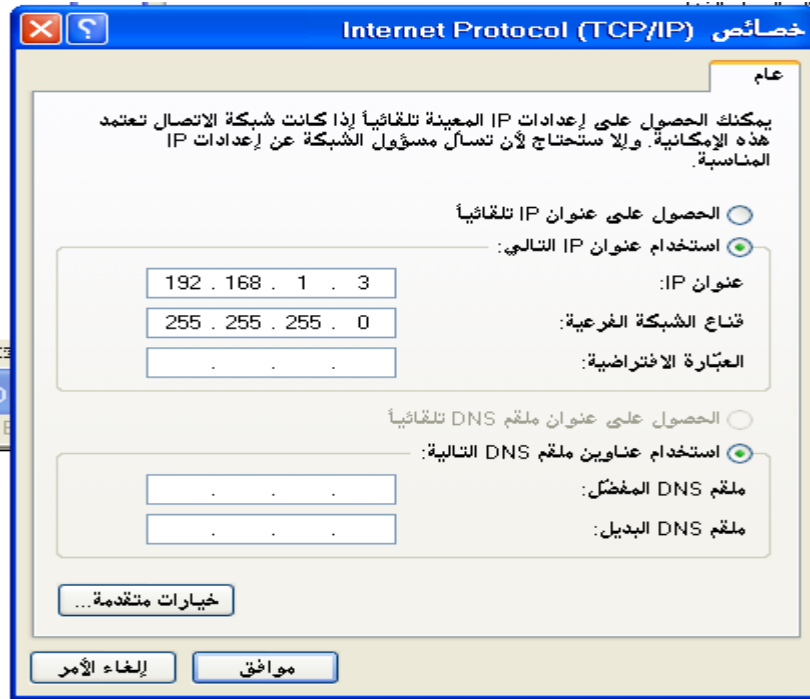 خصائص Internet Protocol (TCP/IP)
عام
يمكنك الحصول على إعدادات IP المعينة تلقائياً إذا كانت شبكة الاتصال تعتمد
هذه الإمكانية. وإلا ستحتاج لأن تسأل مسؤول الشبكة عن إعدادات IP
المناسبة.
الحصول على عنوان IP تلقائياً
استخدام عنوان IP التالي:
عنوان IP: 192 . 168 . 1 . 3
قناع الشبكة الفرعية: 255 . 255 . 255 . 0
العبّارة الافتراضية: . . .
الحصول على عنوان ملقم DNS تلقائياً
استخدام عناوين ملقم DNS التالية:
ملقم DNS المفضّل: . . .
ملقم DNS البديل: . . .
خيارات متقدمة...
موافق إلغاء الأمر